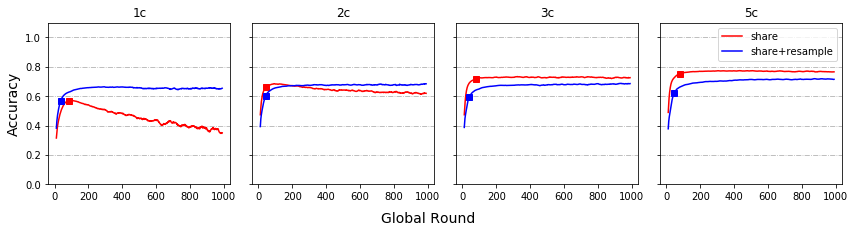 1c
2c
3c
5c
Accuracy
1.0
0.8
0.6
0.4
0.2
0.0
share
share+resample
0 200 400 600 800 1000
0 200 400 600 800 1000
0 200 400 600 800 1000
0 200 400 600 800 1000
Global Round